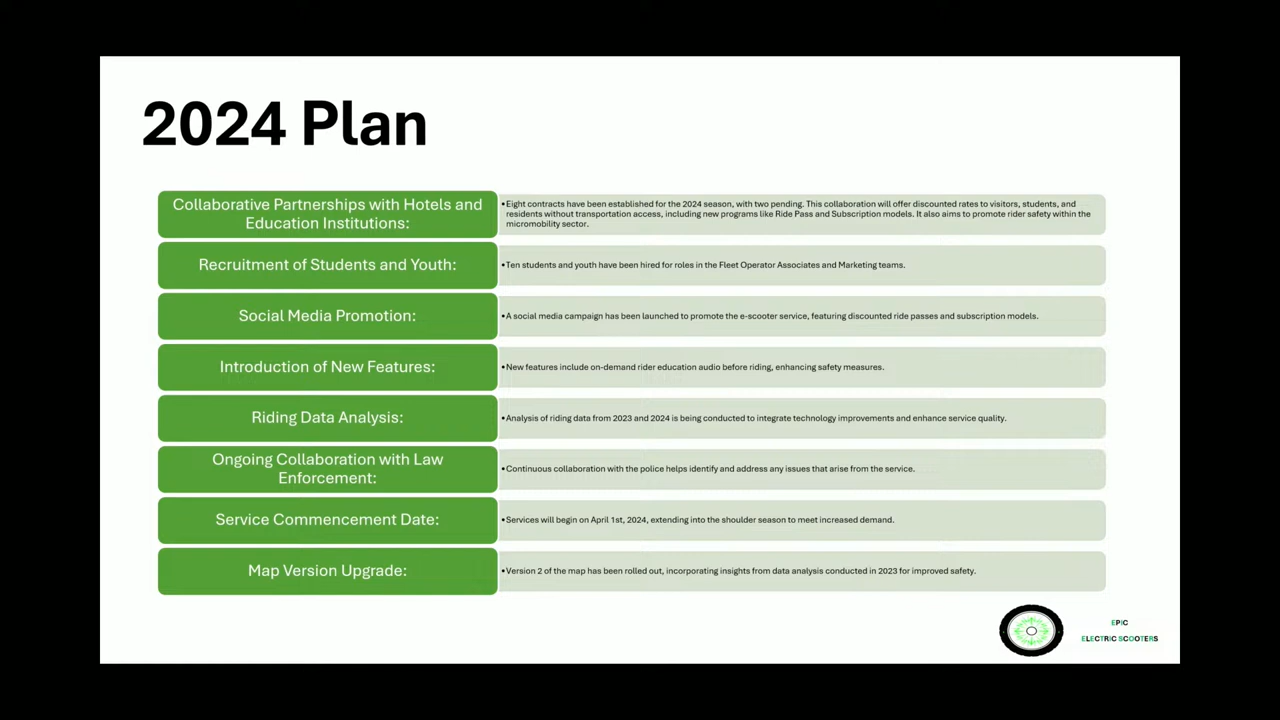 2024 Plan
Collaborative Partnerships with Hotels and
Education Institutions:
•Eight contracts have been established for the 2024 season, with two pending. This collaboration will offer discounted rates to visitors, students, and
residents without transportation access, including new programs like Ride Pass and Subscription models. It also aims to promote rider safety within the
micromobility sector.
Recruitment of Students and Youth:
•Ten students and youth have been hired for roles in the Fleet Operator Associates and Marketing teams.
Social Media Promotion:
•A social media campaign has been launched to promote the e-scooter service, featuring discounted ride passes and subscription models.
Introduction of New Features:
•New features include on-demand rider education audio before riding, enhancing safety measures.
Riding Data Analysis:
•Analysis of riding data from 2023 and 2024 is being conducted to integrate technology improvements and enhance service quality.
Ongoing Collaboration with Law
Enforcement:
•Continuous collaboration with the police helps identify and address any issues that arise from the service.
Service Commencement Date:
•Services will begin on April 1st, 2024, extending into the shoulder season to meet increased demand.
Map Version Upgrade:
•Version 2 of the map has been rolled out, incorporating insights from data analysis conducted in 2023 for improved safety.
EPIC
ELECTRIC SCOOTERS